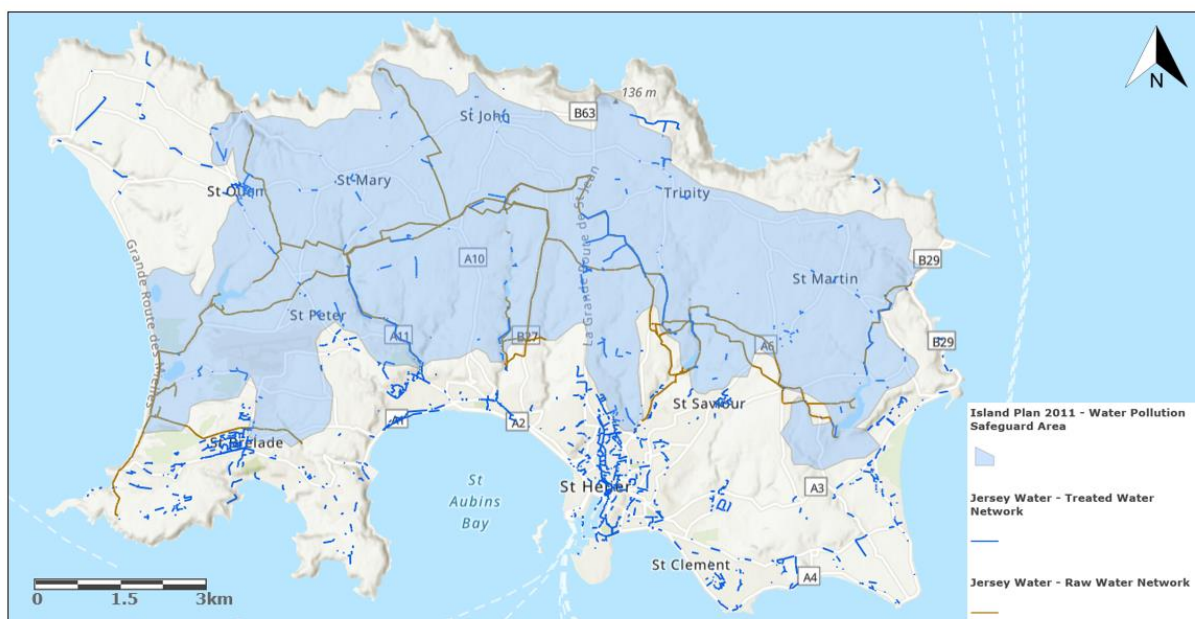 136 m
N
St John
B63
St Ouen
St Mary
La Grande Route de St Jean
Trinity
Grande Route des Mielles
A10
St Martin
B29
St Peter
A11
B27
A6
B29
St Saviour
A1
A2
St Brelade
St
Aubins
Bay
St Helier
A3
St Clement
A4
0 1.5 3km
Island Plan 2011 - Water Pollution
Safeguard Area
Jersey Water - Treated Water
Network
Jersey Water - Raw Water Network